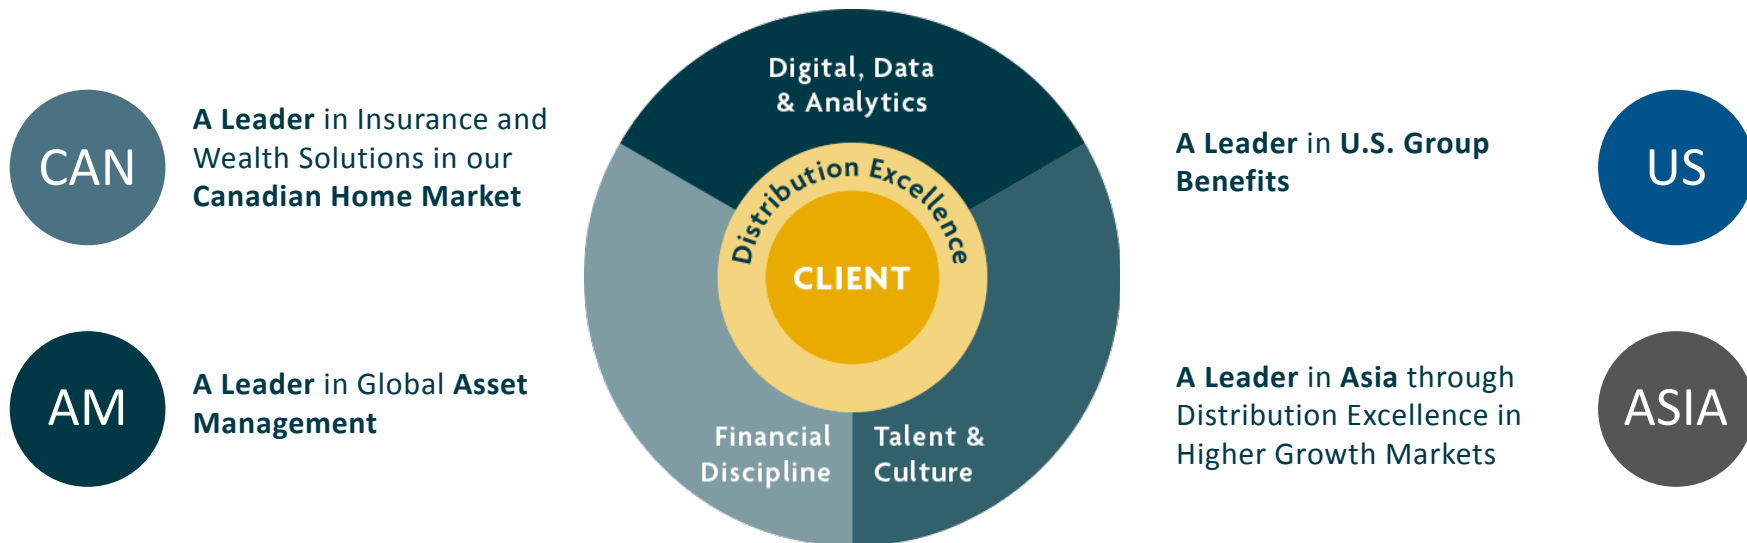 CAN
A Leader in Insurance and
Wealth Solutions in our
Canadian Home Market
AM
A Leader in Global Asset
Management
Digital, Data
& Analytics
Distribution Excellence
CLIENT
Financial
Discipline
Talent &
Culture
A Leader in U.S. Group
Benefits
US
A Leader in Asia through
Distribution Excellence in
Higher Growth Markets
ASIA